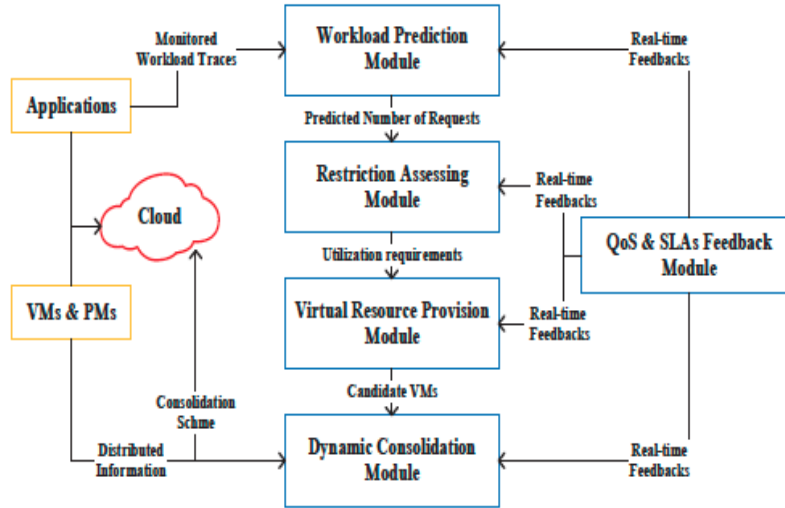 Monitored
Workload Traces
Workload Prediction
Module
Real-time
Feedbacks
Applications
Predicted Number of Requests
Restriction Assessing
Module
Real-time
Feedbacks
Cloud
QoS & SLAs Feedback
Module
Utilization requirements
VMs & PMs
Virtual Resource Provision
Module
Real-time
Feedbacks
Candidate VMs
Consolidation
Schme
Dynamic Consolidation
Module
Distributed
Information
Real-time
Feedbacks